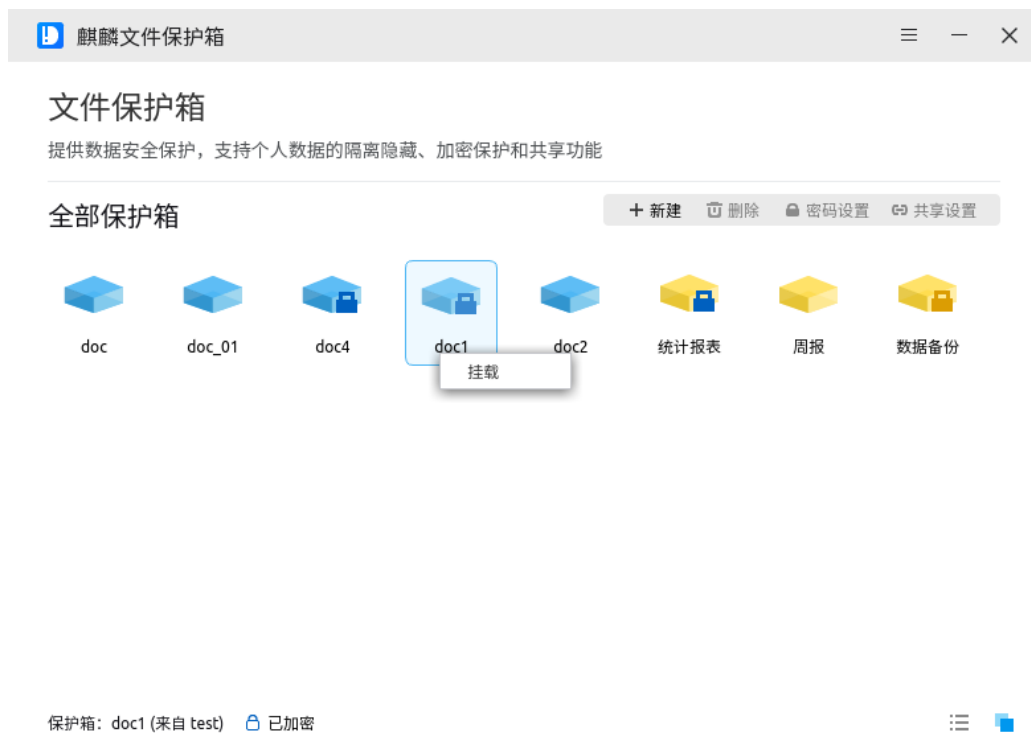 麒麟文件保护箱
文件保护箱
提供数据安全保护，支持个人数据的隔离隐藏、加密保护和共享功能
全部保护箱
新建 删除 密码设置 共享设置
doc doc_01 doc4 doc1 doc2 统计报表 周报 数据备份
挂载
保护箱：doc1 (来自 test) 已加密